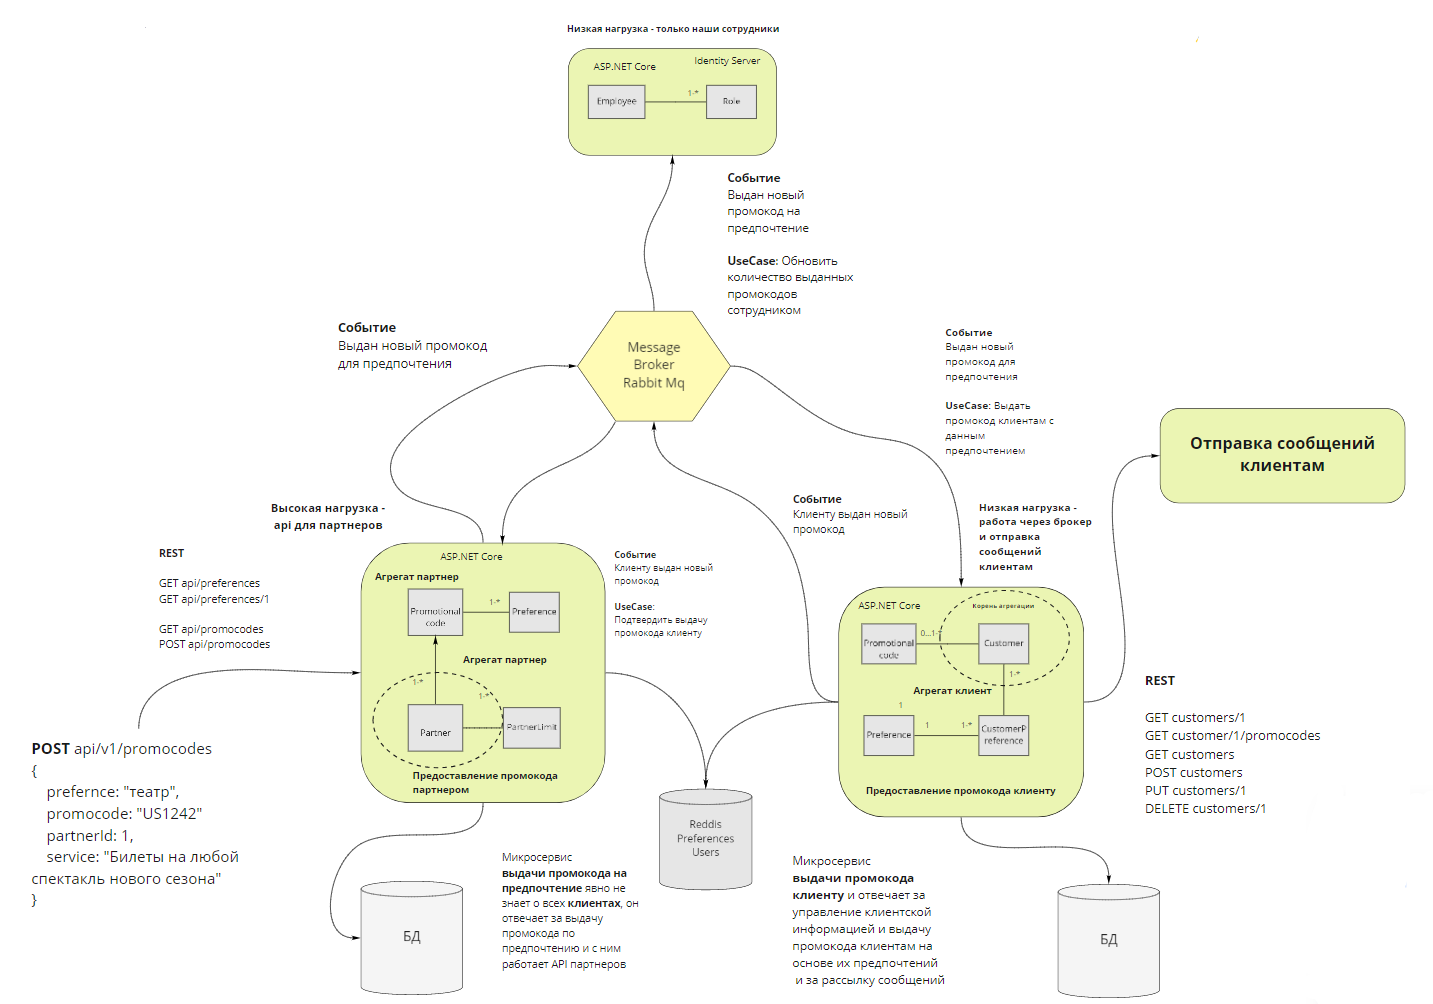 Низкая нагрузка - только наши сотрудники
ASP.NET Core
Identity Server
Employee
1-*
Role
Событие
Выдан новый
промокод на
предпочтение
UseCase: Обновить
количество выданных
промокодов
сотрудником
Событие
Выдан новый промокод
для предпочтения
Message
Broker
Rabbit Mq
Событие
Выдан новый
промокод для
предпочтения
UseCase: Выдать
промокод клиентам с
данным
предпочтением
Отправка сообщений
клиентам
Высокая нагрузка -
api для партнеров
Событие
Клиенту выдан новый
промокод
Низкая нагрузка -
работа через брокер
и отправка
сообщений
клиентам
REST
GET api/preferences
GET api/preferences/1
GET api/promocodes
POST api/promocodes
ASP.NET Core
Агрегат партнер
Promotional
code
1-*
Preference
Агрегат партнер
1-*
1-*
Partner
PartnerLimit
Предоставление промокода
партнером
Событие
Клиенту выдан новый
промокод
UseCase:
Подтвердить выдачу
промокода клиенту
ASP.NET Core
Корень агрегации
Promotional
code
0...1-*
Customer
1-*
Агрегат клиент
1
Preference
1
1-*
CustomerP
reference
Предоставление промокода клиенту
REST
GET customers/1
GET customer/1/promocodes
GET customers
POST customers
PUT customers/1
DELETE customers/1
POST api/v1/promocodes
{
prefernce: "театр",
promocode: "US1242"
partnerId: 1,
service: "Билеты на любой
спектакль нового сезона"
}
Reddis
Preferences
Users
БД
Микросервис
выдачи промокода на
предпочтение явно не
знает о всех клиентах, он
отвечает за выдачу
промокода по
предпочтению и с ним
работает API партнеров
Микросервис
выдачи промокода
клиенту и отвечает за
управление клиентской
информацией и выдачу
промокода клиентам на
основе их предпочтений
и за рассылку сообщений
БД